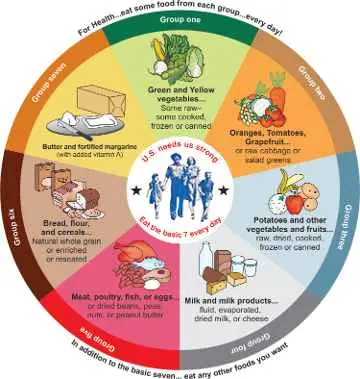 For Health...eat some food from each group...every day!
Group one
Green and Yellow
vegetables...
Some raw–
some cooked,
frozen or canned
Group two
Oranges, Tomatoes,
Grapefruit...
or raw cabbage or
salad greens
Group three
Potatoes and other
vegetables and fruits...
raw, dried, cooked,
frozen or canned
Group four
Milk and milk products...
fluid, evaporated,
dried milk, or cheese
Group five
Meat, poultry, fish, or eggs...
or dried beans, peas,
nuts, or peanut butter
Group six
Bread, flour,
and cereals...
Natural whole grain
or enriched
or restored
Group seven
Butter and fortified margarine
(with added vitamin A)
U.S. needs us strong
Eat the basic 7 every day
In addition to the basic seven... eat any other foods you want